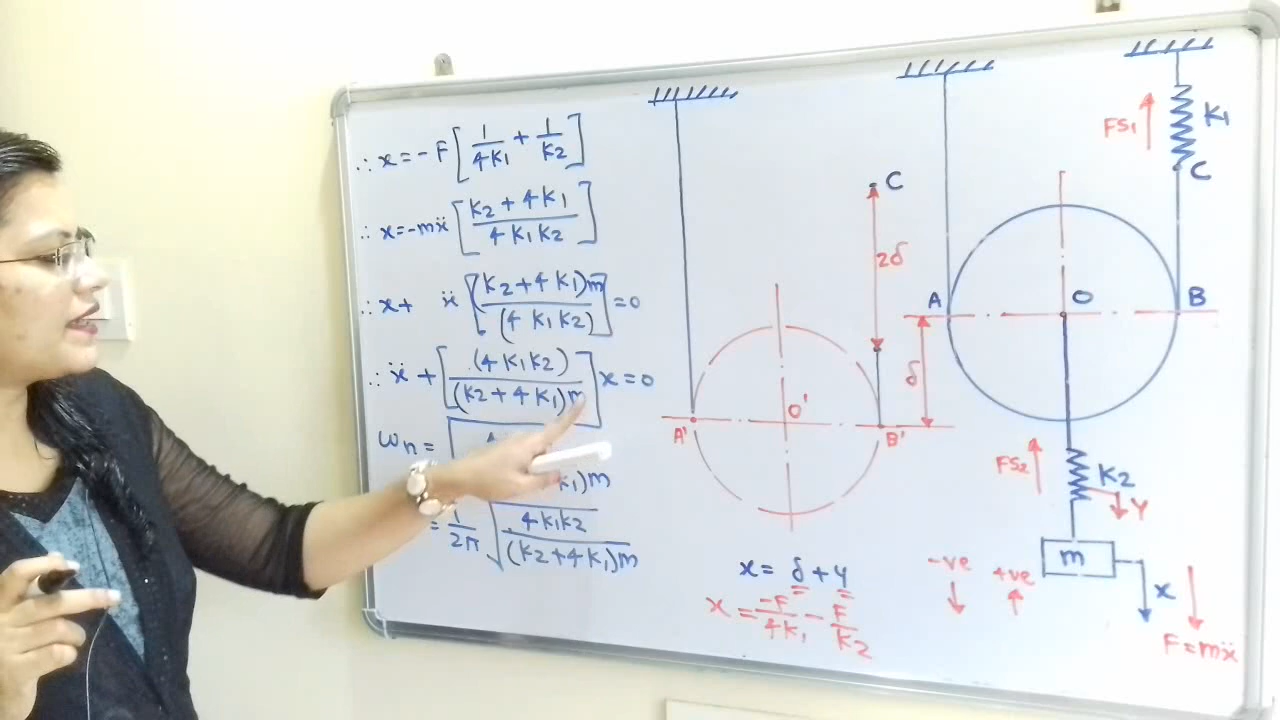 ∴ x = -F [ 1/4K1 + 1/K2 ]
∴ x = -mẍ [ K2 + 4K1 / 4K1K2 ]
∴ x + ẍ [ (K2 + 4K1)m / (4K1K2) ] = 0
∴ ẍ + [ (4K1K2) / (K2 + 4K1)m ] x = 0
ωn =
K1)m
= 1/2π √ 4K1K2 / (K2 + 4K1)m
C
2δ
A'
O'
B'
x = δ + y
x = -F/4K1 - F/K2
FS1
K1
C
A
O
B
δ
FS2
K2
Y
m
x
-ve
+ve
F = mẍ